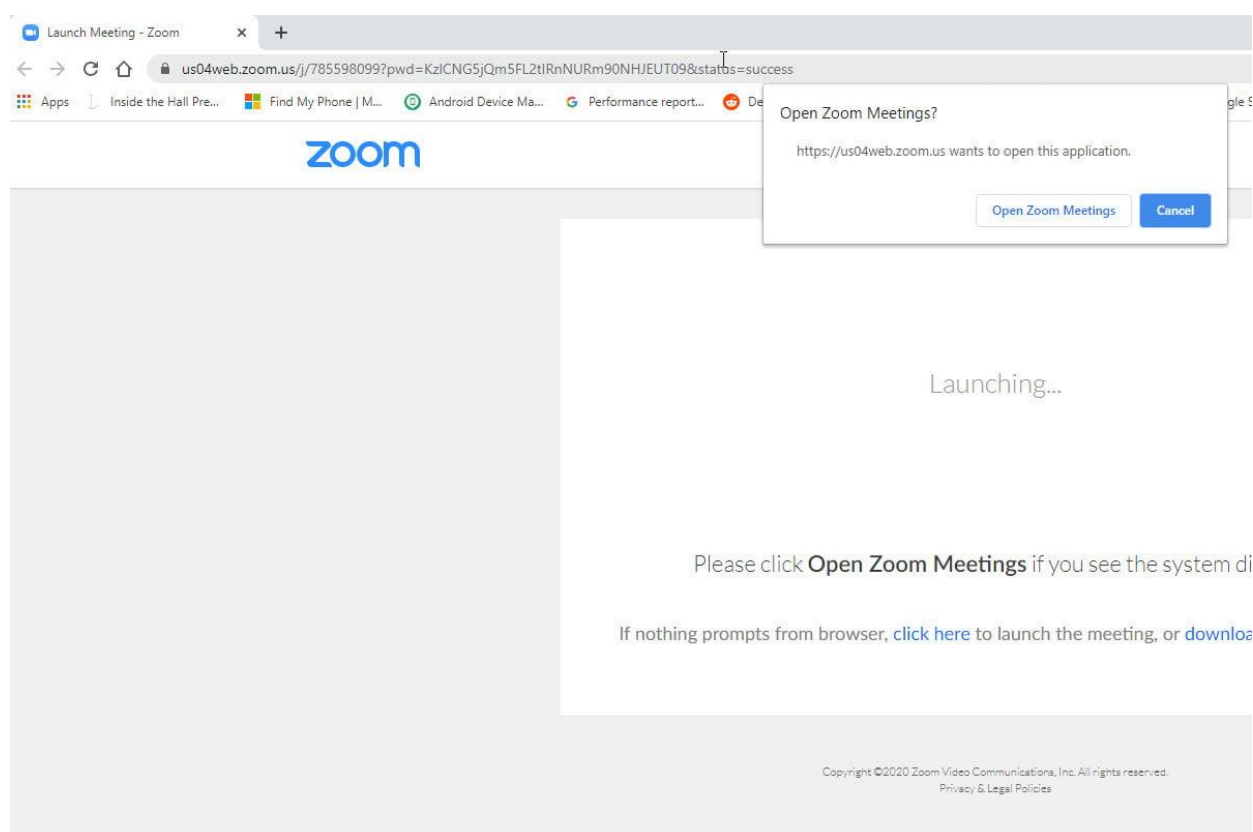 Launch Meeting - Zoom
us04web.zoom.us/j/785598099?pwd=KzlCNG5jQm5FL2tIRnNURm90NHJEUT09&status=success
Apps Inside the Hall Pre... Find My Phone | M... Android Device Ma... Performance report... De gle S
zoom
Open Zoom Meetings?
https://us04web.zoom.us wants to open this application.
Open Zoom Meetings Cancel
Launching...
Please click Open Zoom Meetings if you see the system di
If nothing prompts from browser, click here to launch the meeting, or downloa
Copyright ©2020 Zoom Video Communications, Inc. All rights reserved.
Privacy & Legal Policies